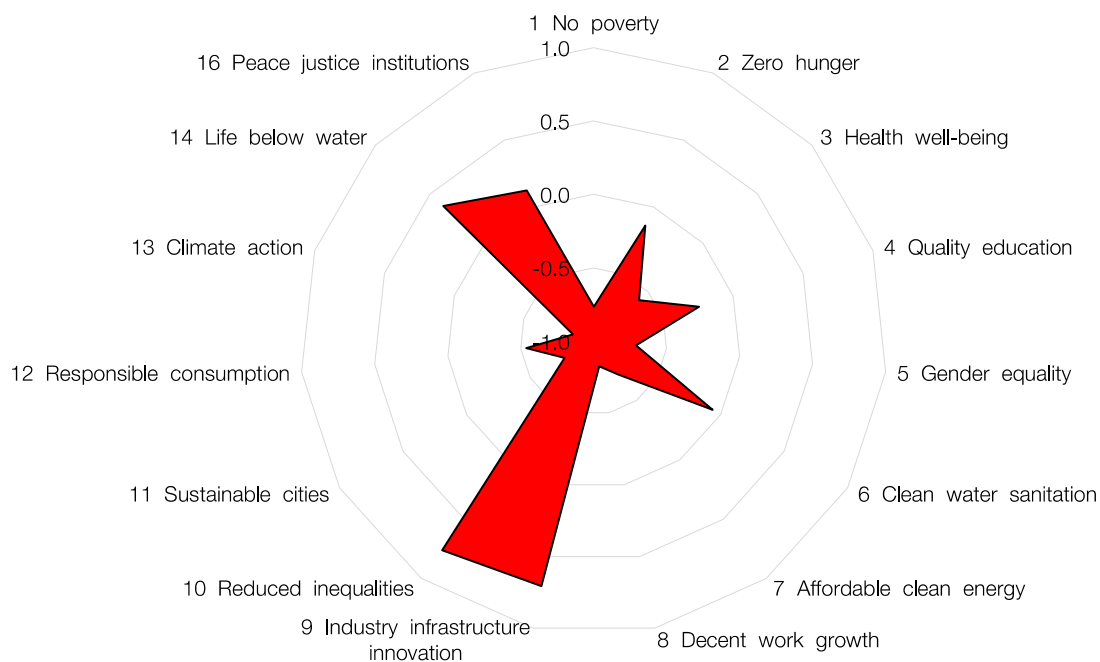 1 No poverty
1.0
16 Peace justice institutions
2 Zero hunger
0.5
14 Life below water
3 Health well-being
0.0
13 Climate action
4 Quality education
-0.5
-1.0
12 Responsible consumption
5 Gender equality
11 Sustainable cities
6 Clean water sanitation
10 Reduced inequalities
7 Affordable clean energy
9 Industry infrastructure
innovation
8 Decent work growth